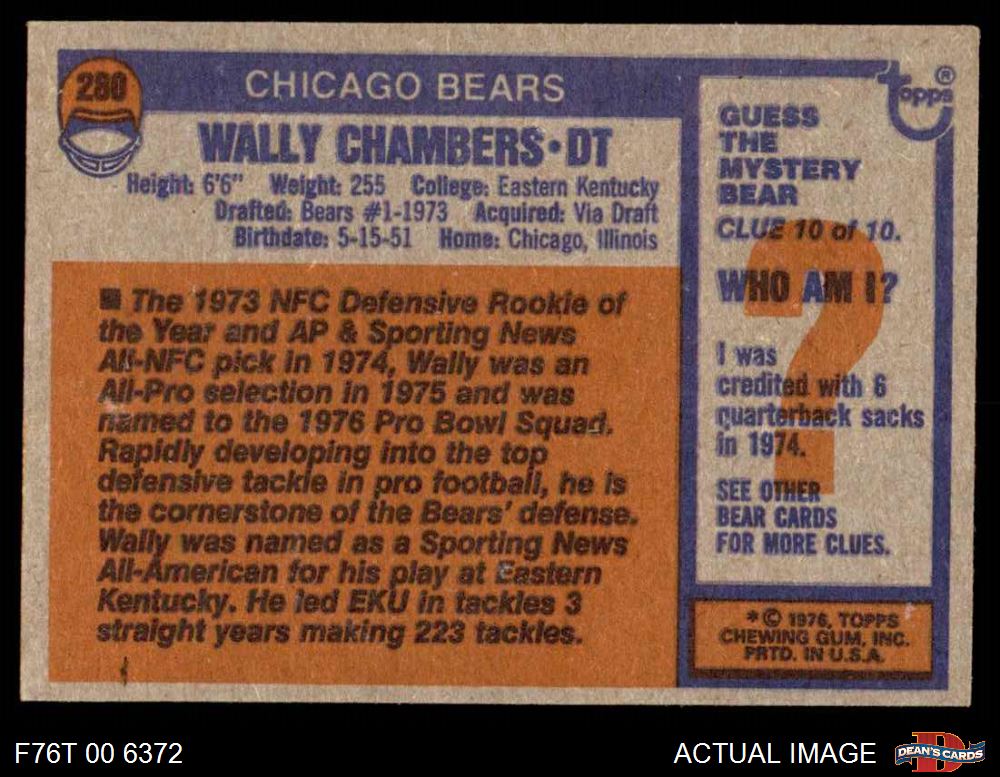 280
CHICAGO BEARS
topps®
WALLY CHAMBERS•DT
Height: 6'6" Weight: 255 College: Eastern Kentucky
Drafted: Bears #1-1973 Acquired: Via Draft
Birthdate: 5-15-51 Home: Chicago, Illinois
■ The 1973 NFC Defensive Rookie of
the Year and AP & Sporting News
All-NFC pick in 1974, Wally was an
All-Pro selection in 1975 and was
named to the 1976 Pro Bowl Squad.
Rapidly developing into the top
defensive tackle in pro football, he is
the cornerstone of the Bears' defense.
Wally was named as a Sporting News
All-American for his play at Eastern
Kentucky. He led EKU in tackles 3
straight years making 223 tackles.
GUESS
THE
MYSTERY
BEAR
CLUE 10 of 10.
WHO AM I?
?
I was
credited with 6
quarterback sacks
in 1974.
SEE OTHER
BEAR CARDS
FOR MORE CLUES.
*© 1976, TOPPS
CHEWING GUM, INC.
PRTD. IN U.S.A.
F76T 00 6372
ACTUAL IMAGE
D
DEAN'S CARDS